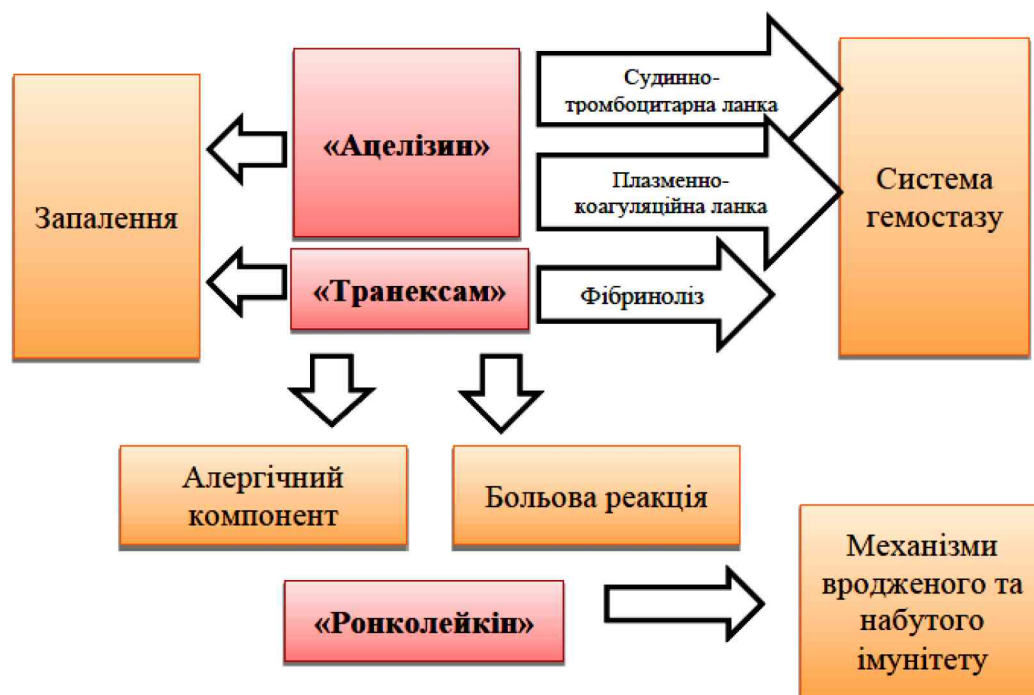 Запалення
«Ацелізин»
Судинно-
тромбоцитарна ланка
Плазменно-
коагуляційна ланка
Система
гемостазу
«Транексам»
Фібриноліз
Алергічний
компонент
Больова реакція
«Ронколейкін»
Механізми
вродженого та
набутого
імунітету